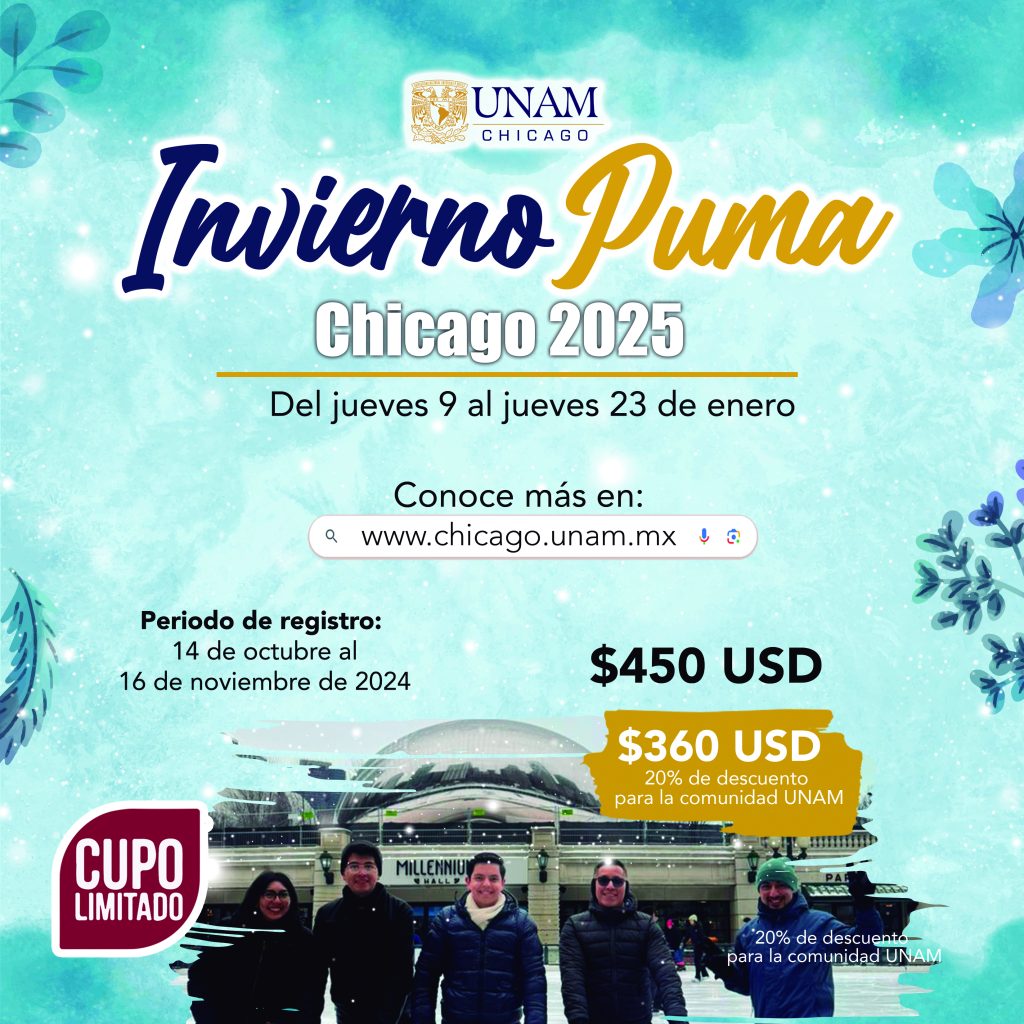 UNAM
CHICAGO
Invierno Puma
Chicago 2025
Del jueves 9 al jueves 23 de enero
Conoce más en:
www.chicago.unam.mx
Periodo de registro:
14 de octubre al
16 de noviembre de 2024
$450 USD
$360 USD
20% de descuento
para la comunidad UNAM
CUPO
LIMITADO
MILLENNIUM
HALL
PAR
20% de descuento
para la comunidad UNAM